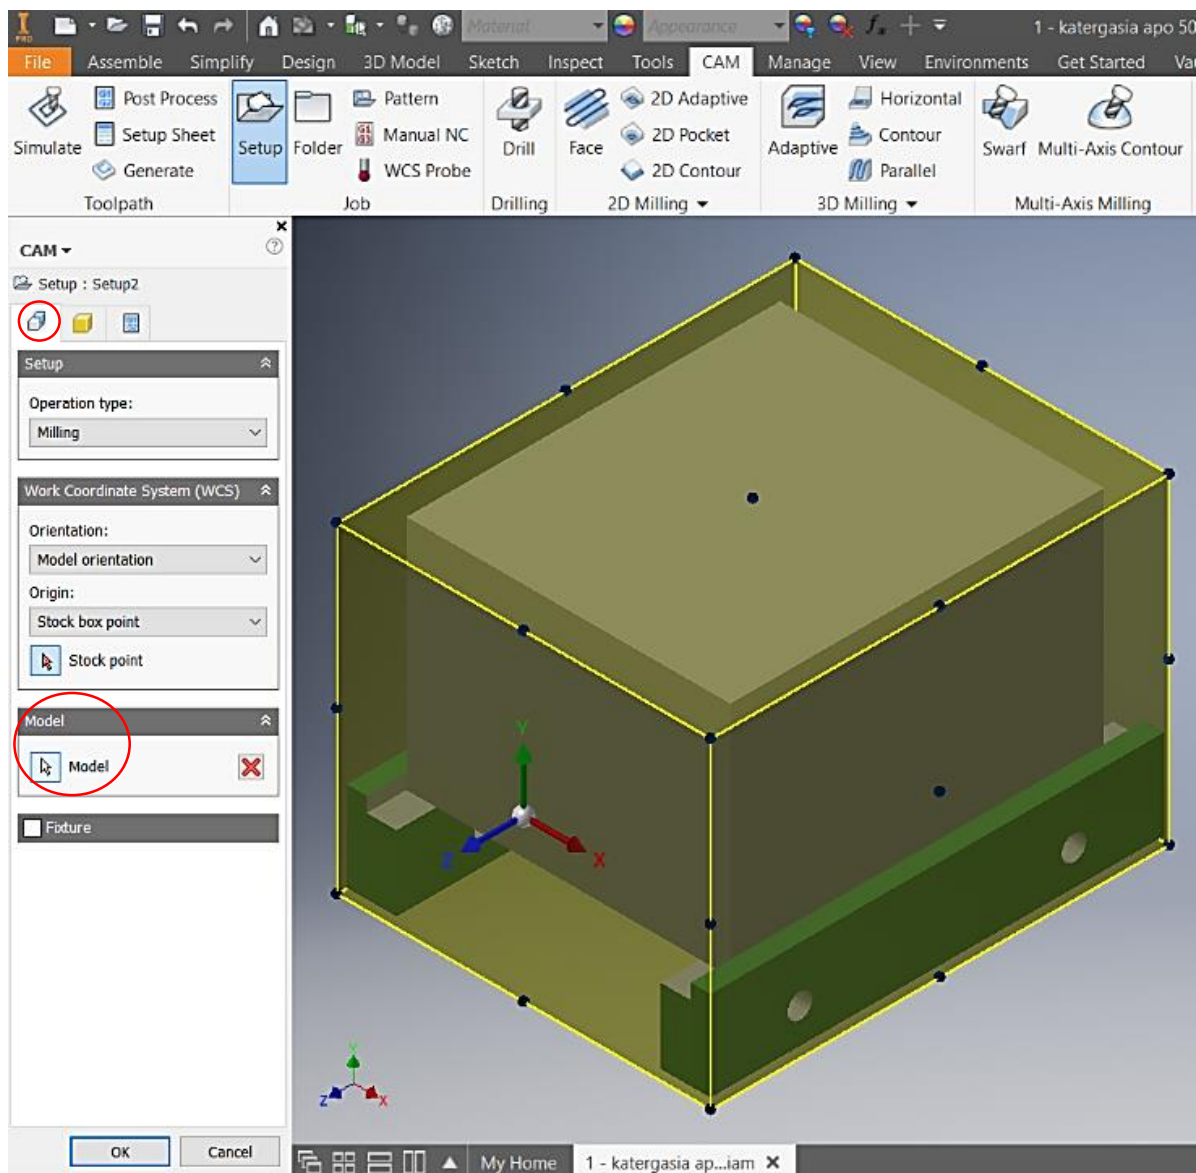 PRO Material Appearance fx 1 - katergasia apo 50
File Assemble Simplify Design 3D Model Sketch Inspect Tools CAM Manage View Environments Get Started Va
Simulate
Post Process
Setup Sheet
Generate
Toolpath
Setup
Folder
Pattern
Manual NC
WCS Probe
Job
Drill
Drilling
Face
2D Adaptive
2D Pocket
2D Contour
2D Milling
Adaptive
Horizontal
Contour
Parallel
3D Milling
Swarf
Multi-Axis Contour
Multi-Axis Milling
CAM
Setup : Setup2
Setup
Operation type:
Milling
Work Coordinate System (WCS)
Orientation:
Model orientation
Origin:
Stock box point
Stock point
Model
Model
Fixture
OK Cancel
Y
Z
X
Y
Z
X
My Home 1 - katergasia ap...iam